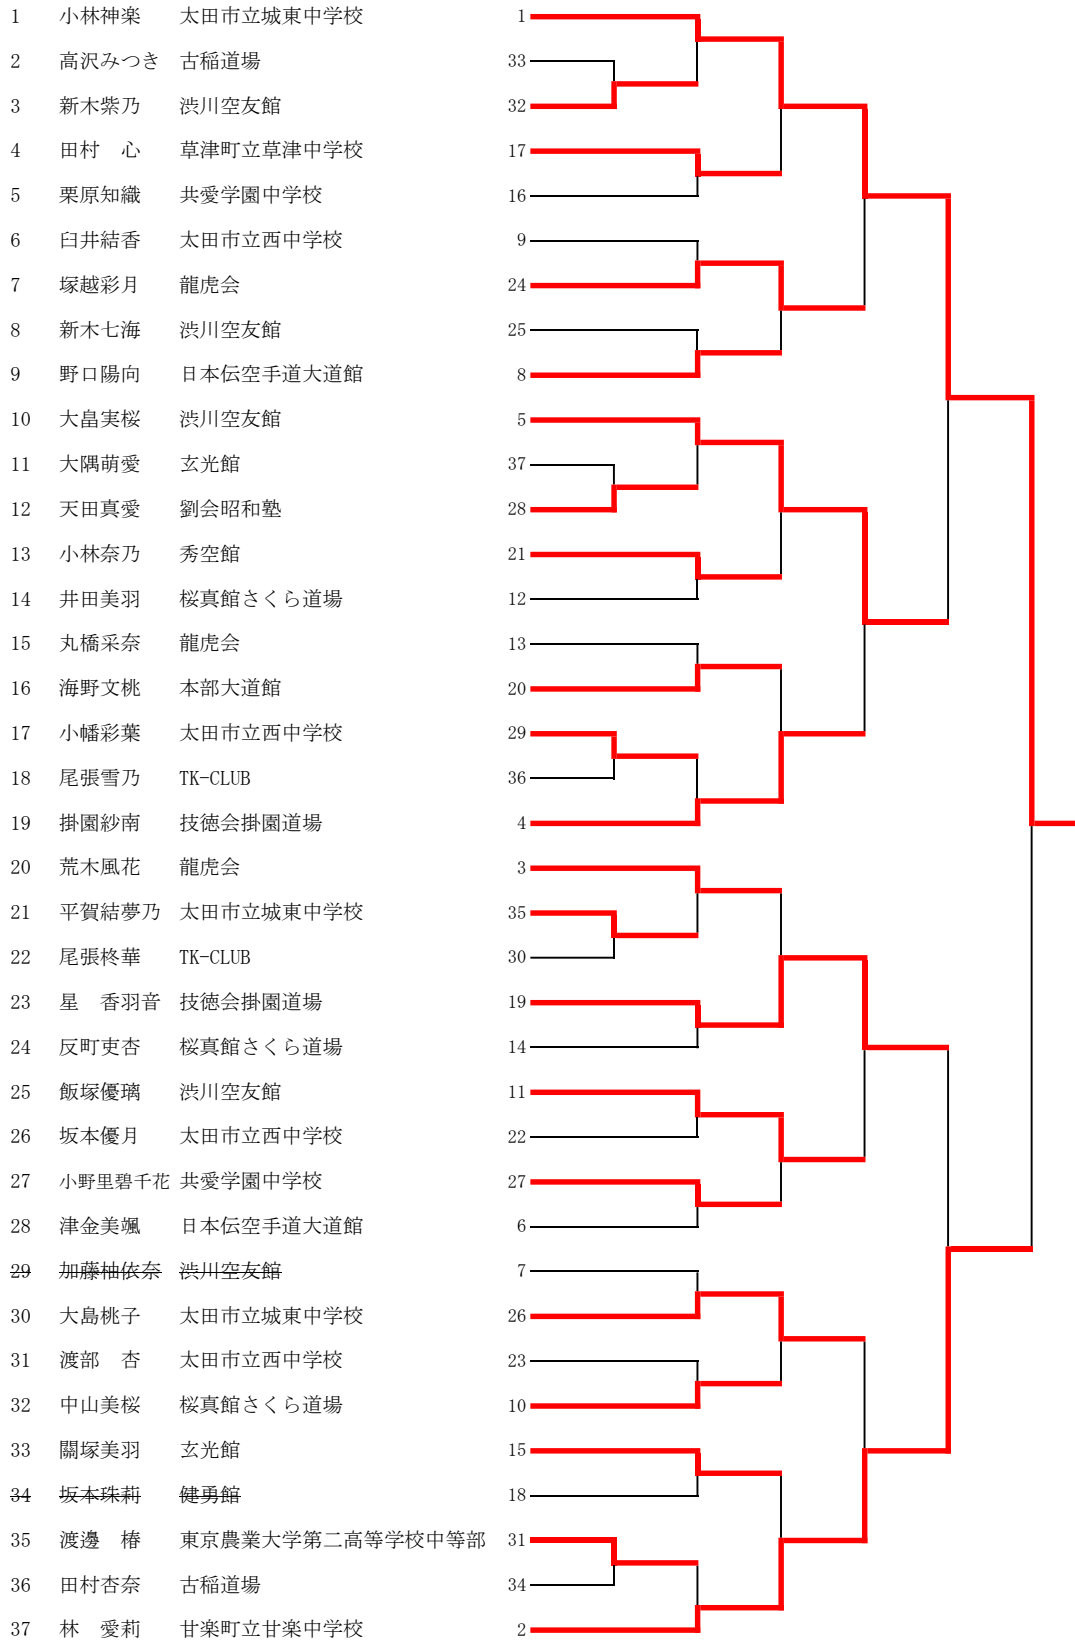 1 小林神楽 太田市立城東中学校 1
2 高沢みつき 古稲道場 33
3 新木紫乃 渋川空友館 32
4 田村 心 草津町立草津中学校 17
5 栗原知織 共愛学園中学校 16
6 臼井結香 太田市立西中学校 9
7 塚越彩月 龍虎会 24
8 新木七海 渋川空友館 25
9 野口陽向 日本伝空手道大道館 8
10 大畠実桜 渋川空友館 5
11 大隅萌愛 玄光館 37
12 天田真愛 劉会昭和塾 28
13 小林奈乃 秀空館 21
14 井田美羽 桜真館さくら道場 12
15 丸橋采奈 龍虎会 13
16 海野文桃 本部大道館 20
17 小幡彩葉 太田市立西中学校 29
18 尾張雪乃 TK-CLUB 36
19 掛園紗南 技徳会掛園道場 4
20 荒木風花 龍虎会 3
21 平賀結夢乃 太田市立城東中学校 35
22 尾張柊華 TK-CLUB 30
23 星 香羽音 技徳会掛園道場 19
24 反町吏杏 桜真館さくら道場 14
25 飯塚優璃 渋川空友館 11
26 坂本優月 太田市立西中学校 22
27 小野里碧千花 共愛学園中学校 27
28 津金美颯 日本伝空手道大道館 6
29 加藤柚依奈 渋川空友館 7
30 大島桃子 太田市立城東中学校 26
31 渡部 杏 太田市立西中学校 23
32 中山美桜 桜真館さくら道場 10
33 關塚美羽 玄光館 15
34 坂本珠莉 健勇館 18
35 渡邊 椿 東京農業大学第二高等学校中等部 31
36 田村杏奈 古稲道場 34
37 林 愛莉 甘楽町立甘楽中学校 2